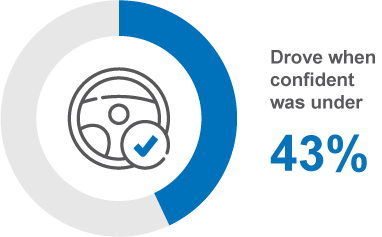 Drove when
confident
was under
43%